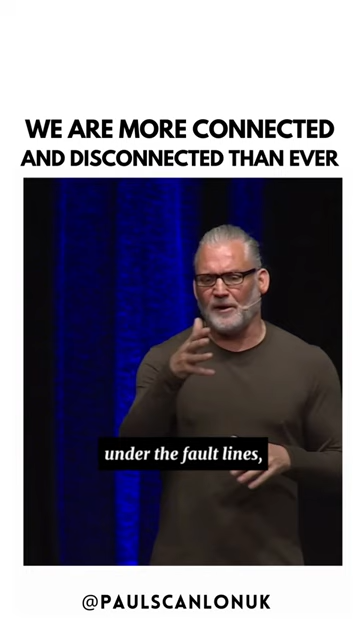 WE ARE MORE CONNECTED
AND DISCONNECTED THAN EVER
under the fault lines,
@PAULSCANLONUK